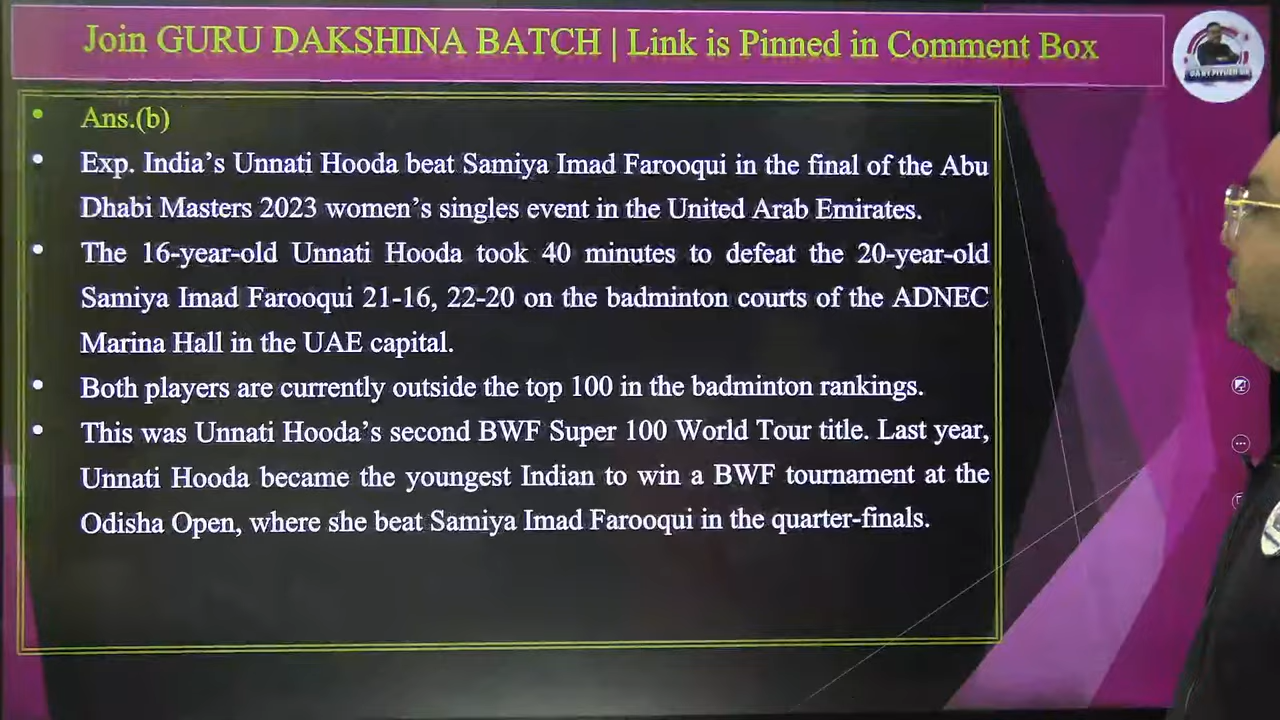 Join GURU DAKSHINA BATCH | Link is Pinned in Comment Box
• Ans.(b)
• Exp. India's Unnati Hooda beat Samiya Imad Farooqui in the final of the Abu
Dhabi Masters 2023 women's singles event in the United Arab Emirates.
• The 16-year-old Unnati Hooda took 40 minutes to defeat the 20-year-old
Samiya Imad Farooqui 21-16, 22-20 on the badminton courts of the ADNEC
Marina Hall in the UAE capital.
• Both players are currently outside the top 100 in the badminton rankings.
• This was Unnati Hooda's second BWF Super 100 World Tour title. Last year,
Unnati Hooda became the youngest Indian to win a BWF tournament at the
Odisha Open, where she beat Samiya Imad Farooqui in the quarter-finals.